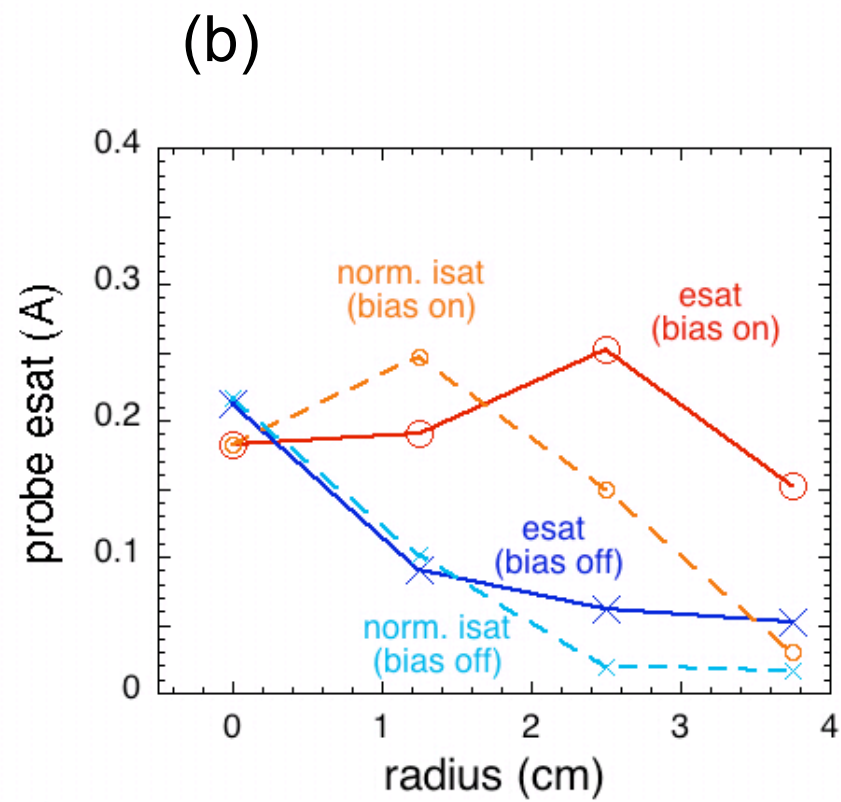 (b)
0.4
0.3
0.2
0.1
0
probe esat (A)
norm. isat
(bias on)
esat
(bias on)
esat
(bias off)
norm. isat
(bias off)
0 1 2 3 4
radius (cm)